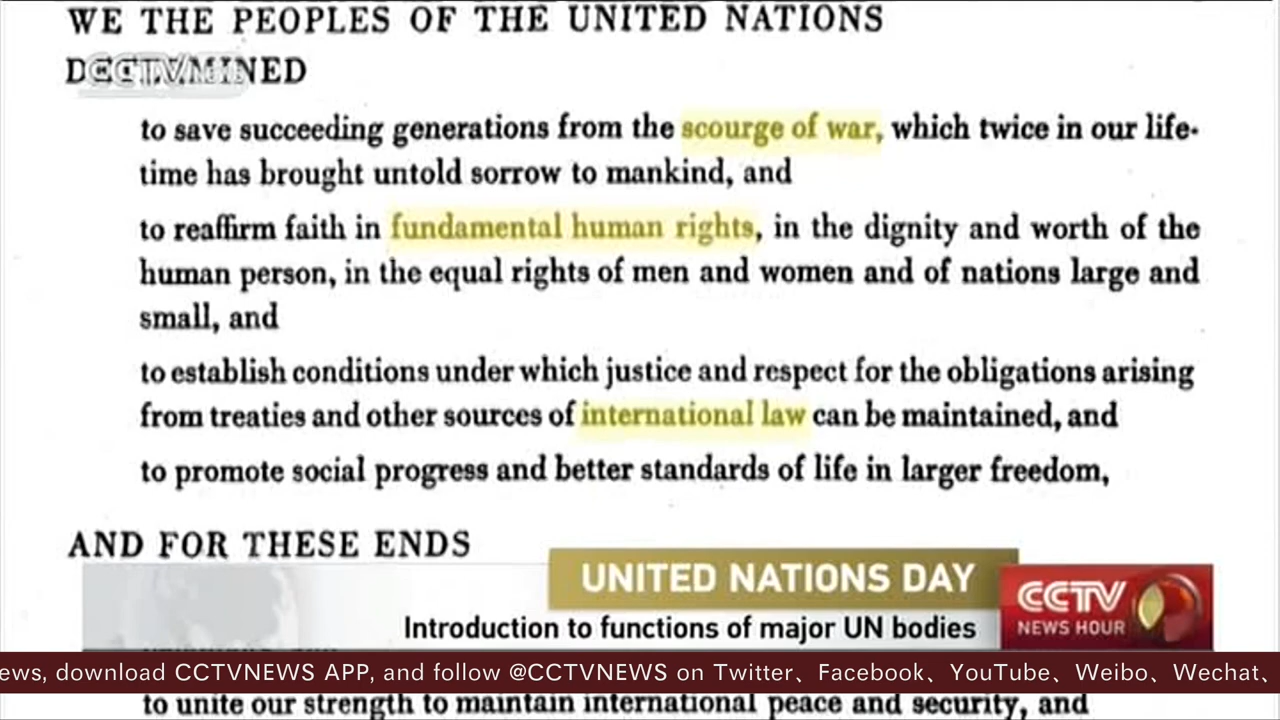 WE THE PEOPLES OF THE UNITED NATIONS
DETERMINED
CCTVNEWS
to save succeeding generations from the scourge of war, which twice in our life-
time has brought untold sorrow to mankind, and
to reaffirm faith in fundamental human rights, in the dignity and worth of the
human person, in the equal rights of men and women and of nations large and
small, and
to establish conditions under which justice and respect for the obligations arising
from treaties and other sources of international law can be maintained, and
to promote social progress and better standards of life in larger freedom,
AND FOR THESE ENDS
UNITED NATIONS DAY
Introduction to functions of major UN bodies
CCTV
NEWS HOUR
ews, download CCTVNEWS APP, and follow @CCTVNEWS on Twitter、Facebook、YouTube、Weibo、Wechat、
to unite our strength to maintain international peace and security, and